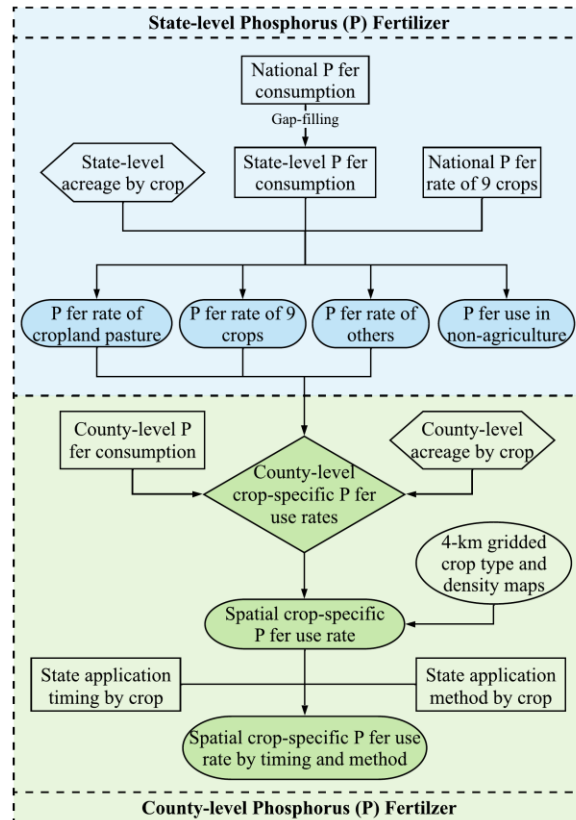 State-level Phosphorus (P) Fertilizer
National P fer
consumption
Gap-filling
State-level
acreage by crop
State-level P fer
consumption
National P fer
rate of 9 crops
P fer rate of
cropland pasture
P fer rate of 9
crops
P fer rate of
others
P fer use in
non-agriculture
County-level P
fer consumption
County-level
acreage by crop
County-level
crop-specific P fer
use rates
4-km gridded
crop type and
density maps
Spatial crop-specific
P fer use rate
State application
timing by crop
State application
method by crop
Spatial crop-specific P fer use
rate by timing and method
County-level Phosphorus (P) Fertilzer